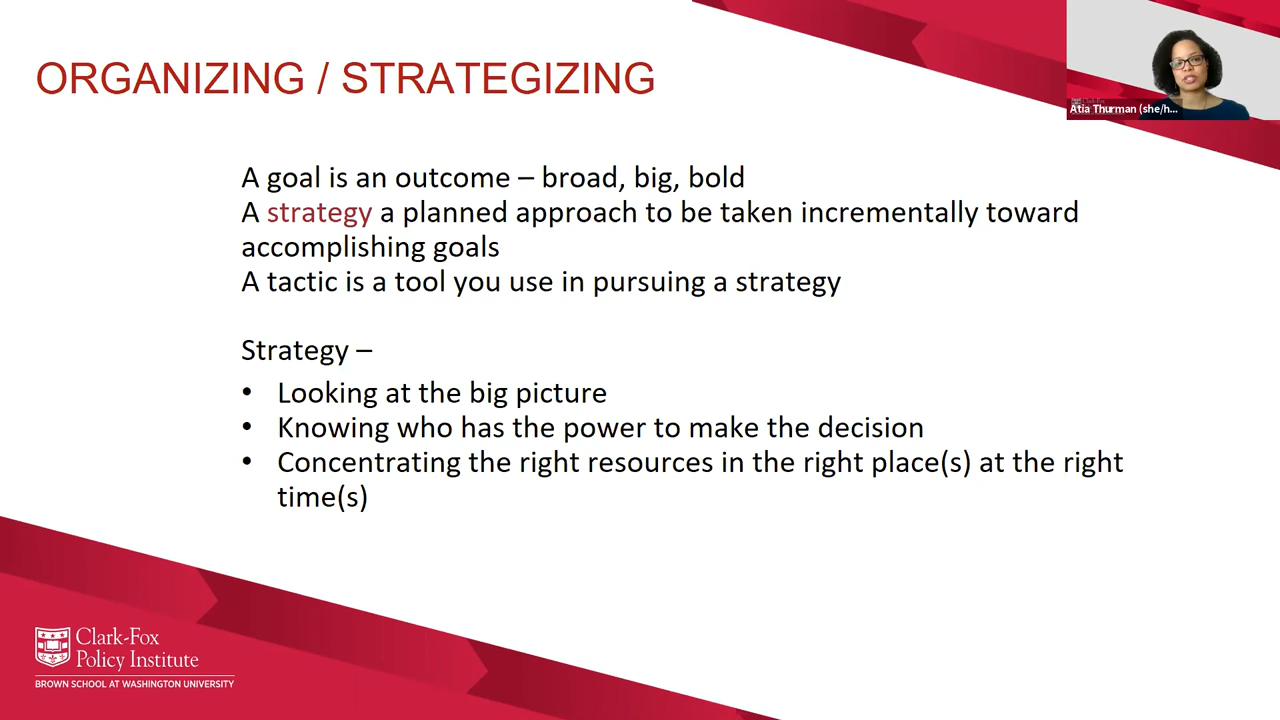 ORGANIZING / STRATEGIZING
Atia Thurman (she/h...
A goal is an outcome – broad, big, bold
A strategy a planned approach to be taken incrementally toward
accomplishing goals
A tactic is a tool you use in pursuing a strategy
Strategy –
• Looking at the big picture
• Knowing who has the power to make the decision
• Concentrating the right resources in the right place(s) at the right
time(s)
Clark-Fox
Policy Institute
BROWN SCHOOL AT WASHINGTON UNIVERSITY